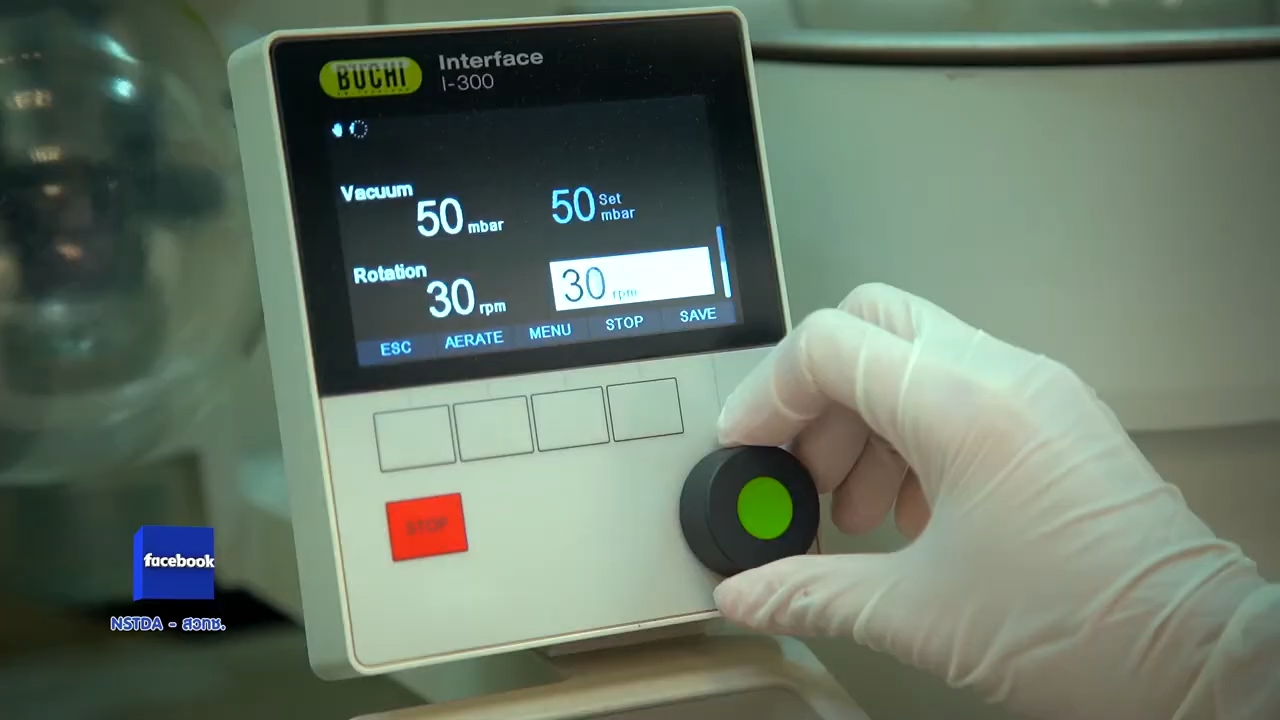 BUCHI
SWITZERLAND
Interface
I-300
Vacuum
50 mbar
50 Set mbar
Rotation
30 rpm
30 rpm
ESC AERATE MENU STOP SAVE
STOP
facebook
NSTDA - สวทช.